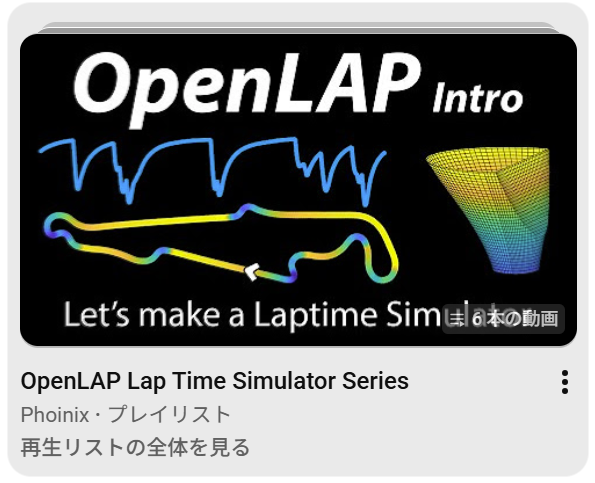 OpenLAP Intro
Let's make a Laptime Simulator
6 本の動画
OpenLAP Lap Time Simulator Series
Phoinix・プレイリスト
再生リストの全体を見る